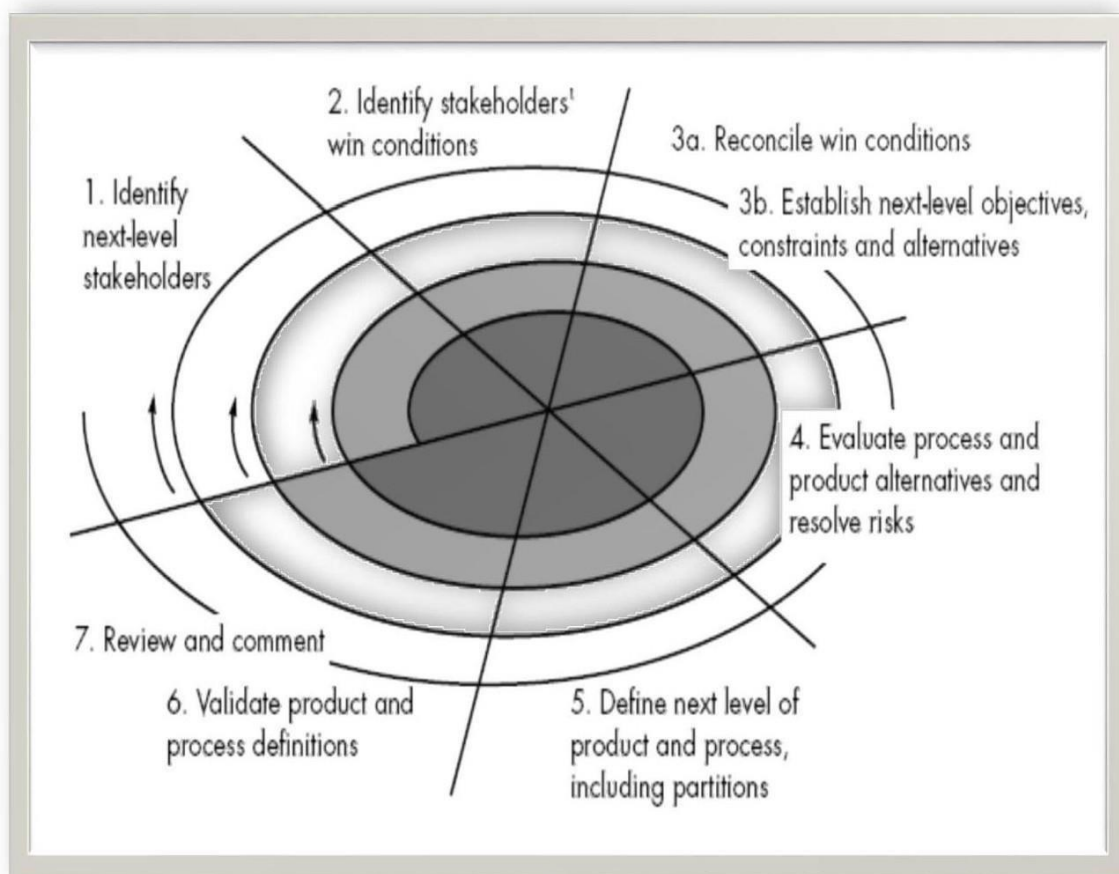 1. Identify
next-level
stakeholders
2. Identify stakeholders'
win conditions
3a. Reconcile win conditions
3b. Establish next-level objectives,
constraints and alternatives
4. Evaluate process and
product alternatives and
resolve risks
5. Define next level of
product and process,
including partitions
6. Validate product and
process definitions
7. Review and comment